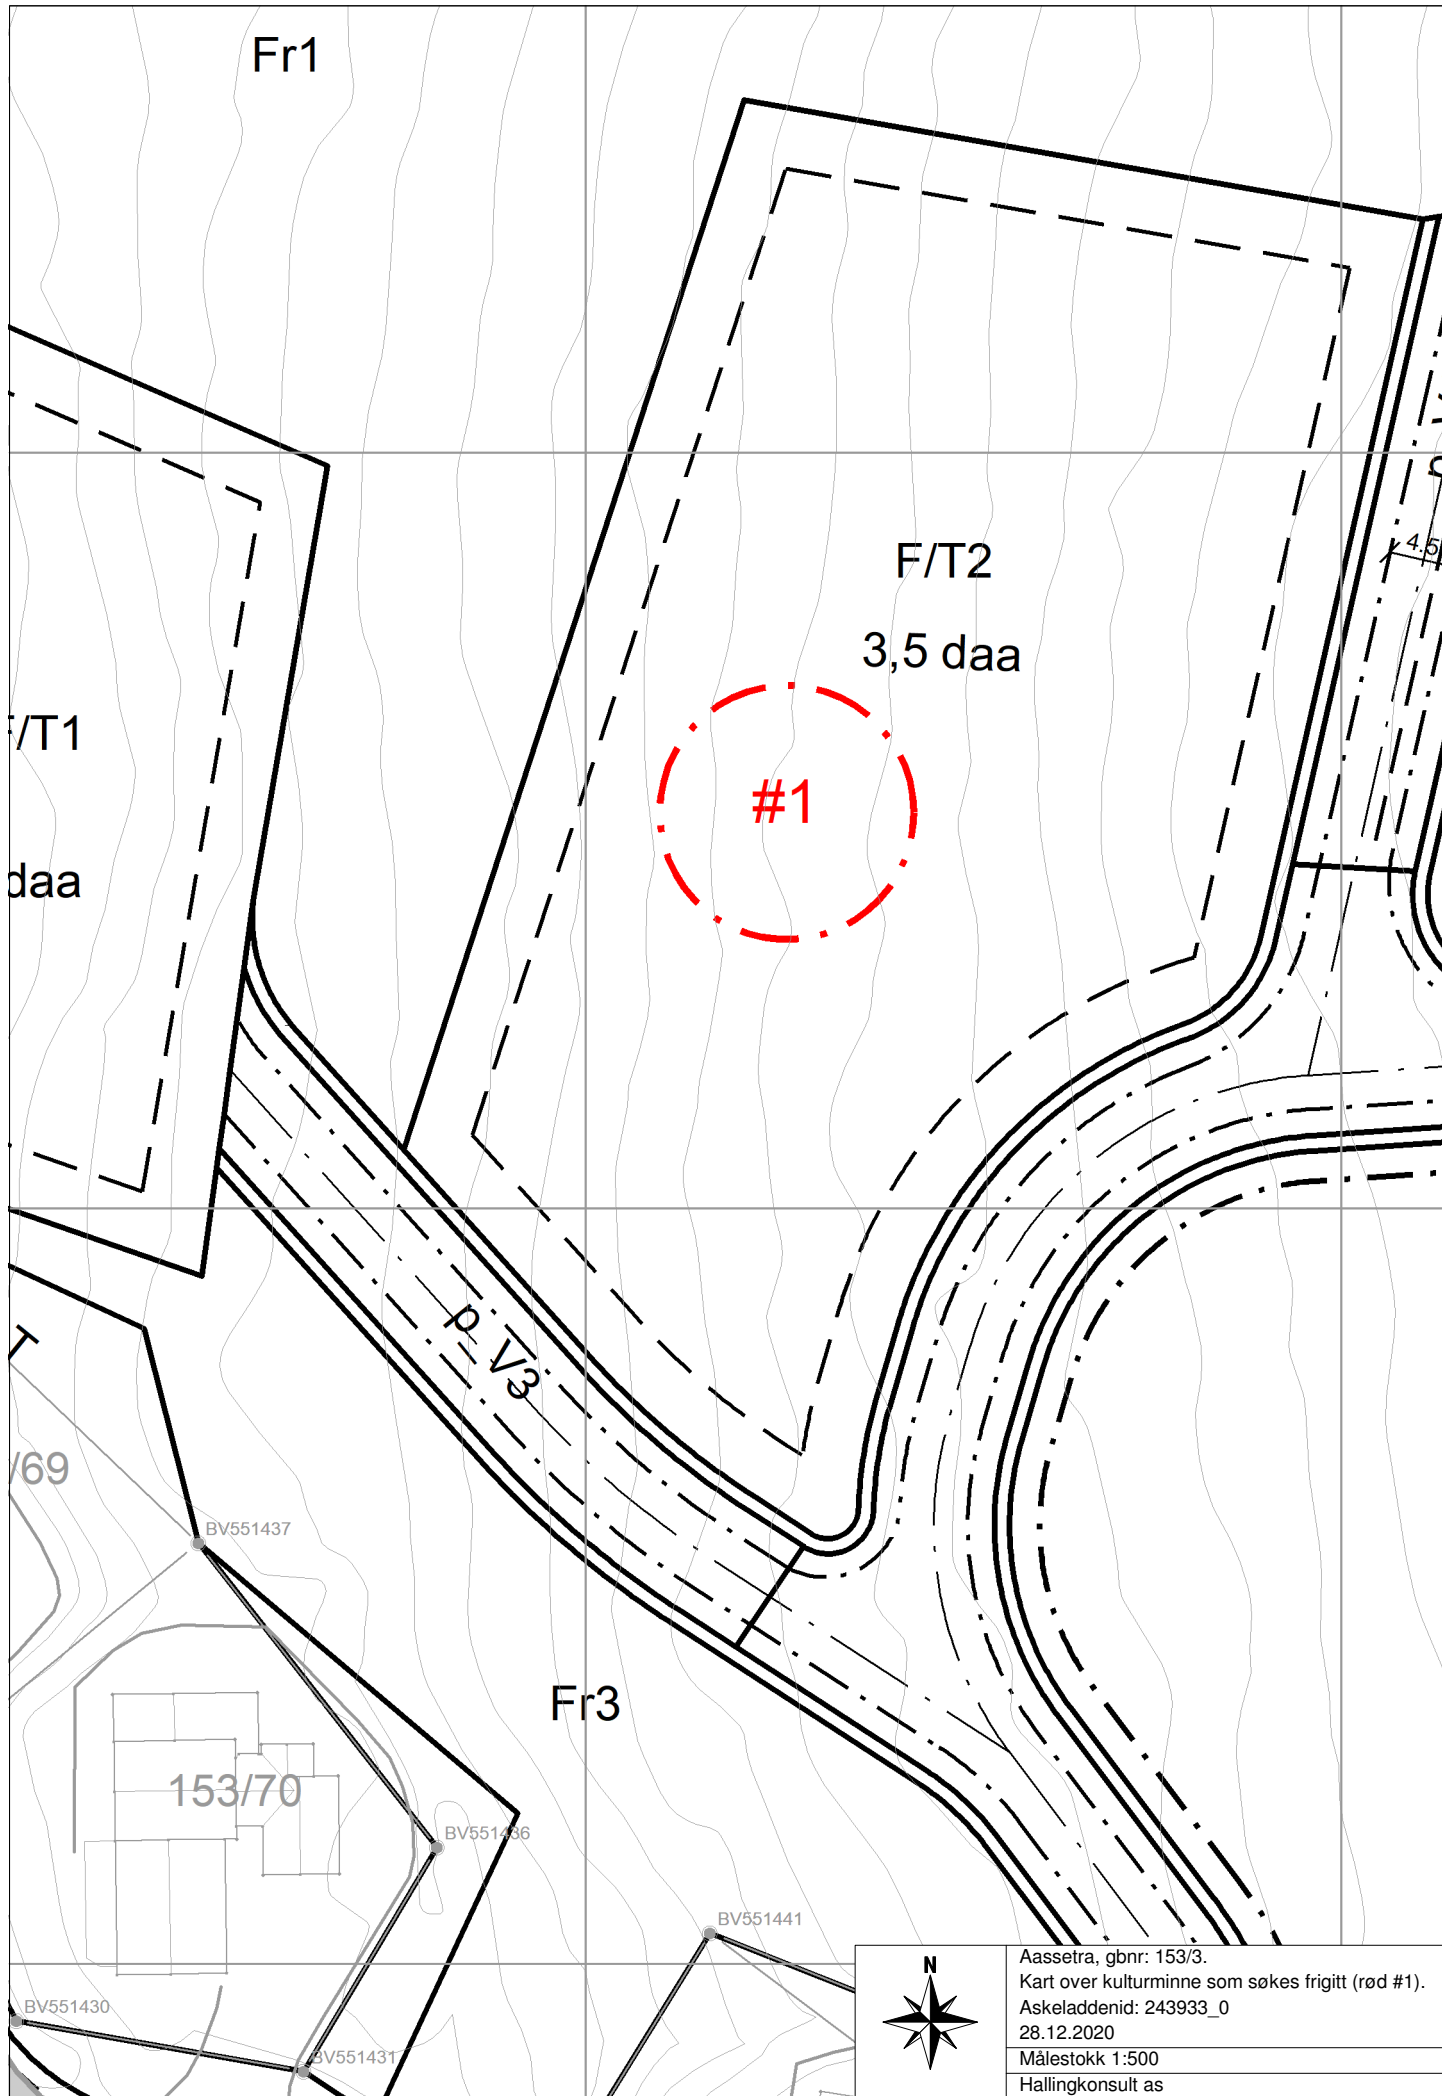 Fr1
F/T2
3,5 daa
4.5
#1
/T1
daa
p_V3
T
/69
BV551437
Fr3
153/70
BV551436
BV551441
BV551430
BV551431
N
Aassetra, gbnr: 153/3.
Kart over kulturminne som søkes frigitt (rød #1).
Askeladdenid: 243933_0
28.12.2020
Målestokk 1:500
Hallingkonsult as